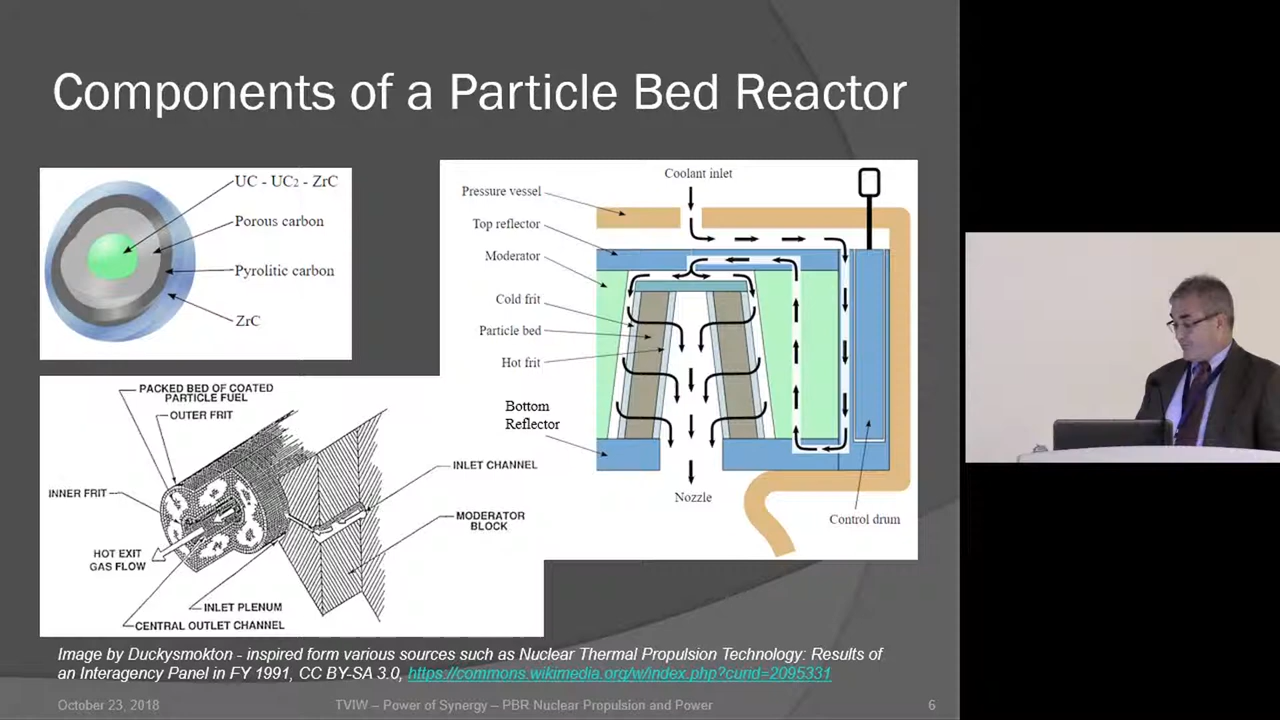 Components of a Particle Bed Reactor
UC - UC2 - ZrC
Porous carbon
Pyrolitic carbon
ZrC
Coolant inlet
Pressure vessel
Top reflector
Moderator
Cold frit
Particle bed
Hot frit
Bottom
Reflector
Nozzle
Control drum
PACKED BED OF COATED
PARTICLE FUEL
OUTER FRIT
INLET CHANNEL
INNER FRIT
MODERATOR
BLOCK
HOT EXIT
GAS FLOW
INLET PLENUM
CENTRAL OUTLET CHANNEL
Image by Duckysmokton - inspired form various sources such as Nuclear Thermal Propulsion Technology: Results of
an Interagency Panel in FY 1991, CC BY-SA 3.0, https://commons.wikimedia.org/w/index.php?curid=2095331
October 23, 2018
TVIW – Power of Synergy – PBR Nuclear Propulsion and Power
6